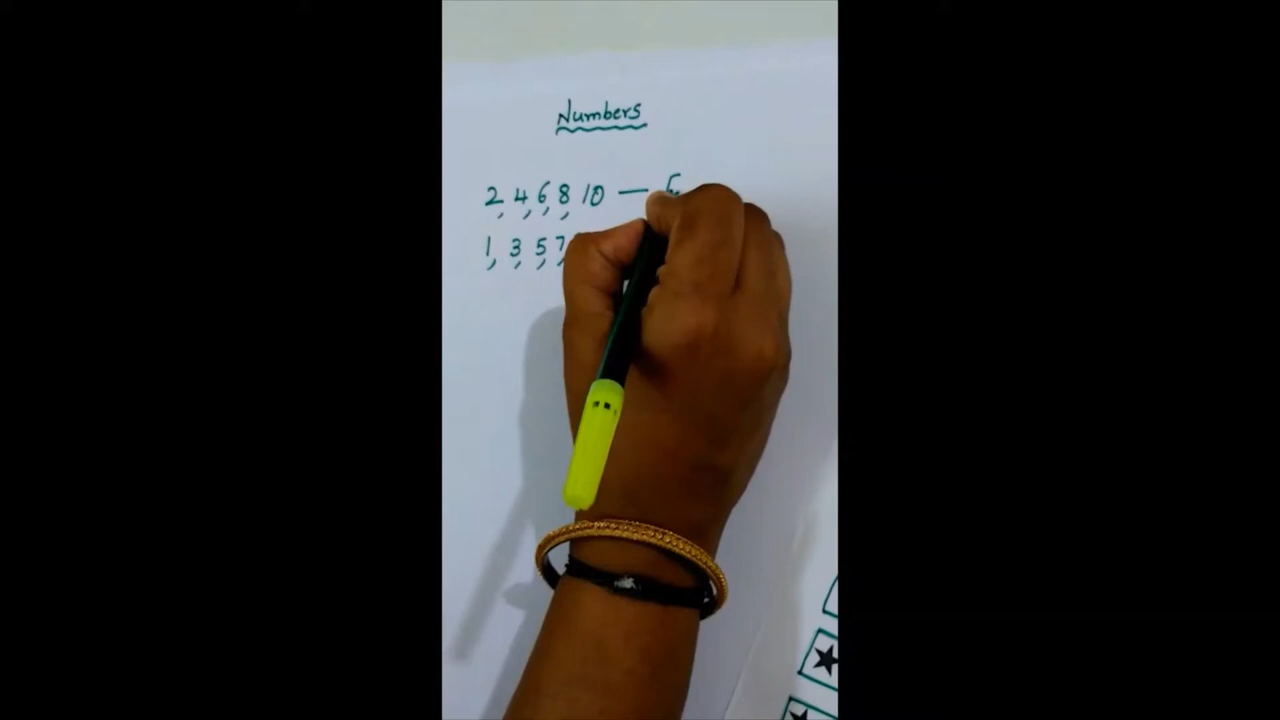 Numbers
2, 4, 6, 8, 10 —
1, 3, 5, 7,